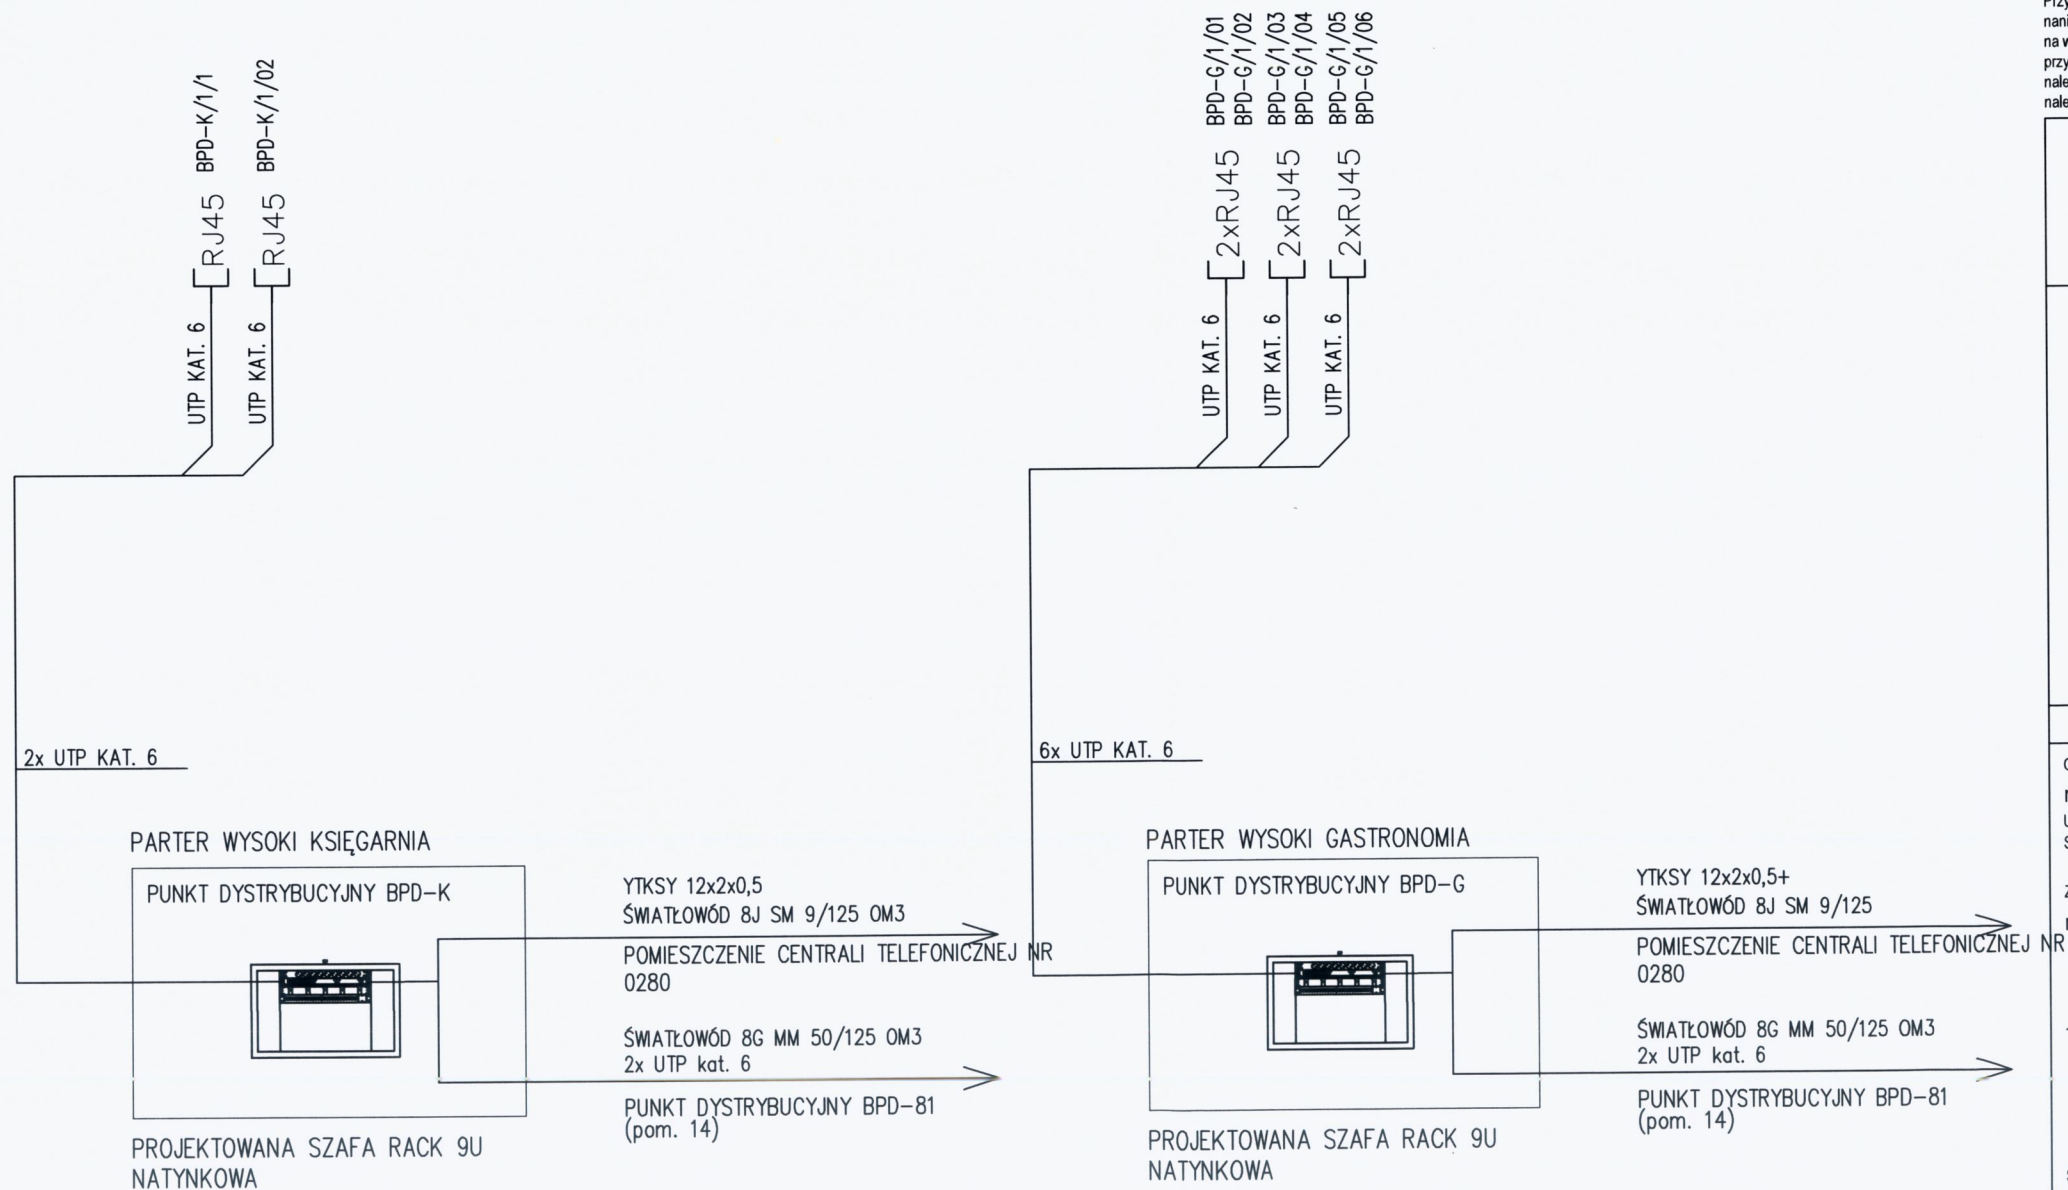 BPD-K/1/1
RJ45
BPD-K/1/02
RJ45
UTP KAT. 6
UTP KAT. 6
2x UTP KAT. 6
PARTER WYSOKI KSIĘGARNIA
PUNKT DYSTRYBUCYJNY BPD-K
YTKSY 12x2x0,5
ŚWIATŁOWÓD 8J SM 9/125 OM3
POMIESZCZENIE CENTRALI TELEFONICZNEJ NR
0280
ŚWIATŁOWÓD 8G MM 50/125 OM3
2x UTP kat. 6
PUNKT DYSTRYBUCYJNY BPD-81
(pom. 14)
PROJEKTOWANA SZAFA RACK 9U
NATYNKOWA
BPD-G/1/01
BPD-G/1/02
BPD-G/1/03
BPD-G/1/04
BPD-G/1/05
BPD-G/1/06
2xRJ45
2xRJ45
2xRJ45
UTP KAT. 6
UTP KAT. 6
UTP KAT. 6
6x UTP KAT. 6
PARTER WYSOKI GASTRONOMIA
PUNKT DYSTRYBUCYJNY BPD-G
YTKSY 12x2x0,5+
ŚWIATŁOWÓD 8J SM 9/125
POMIESZCZENIE CENTRALI TELEFONICZNEJ NR
0280
ŚWIATŁOWÓD 8G MM 50/125 OM3
2x UTP kat. 6
PUNKT DYSTRYBUCYJNY BPD-81
(pom. 14)
PROJEKTOWANA SZAFA RACK 9U
NATYNKOWA